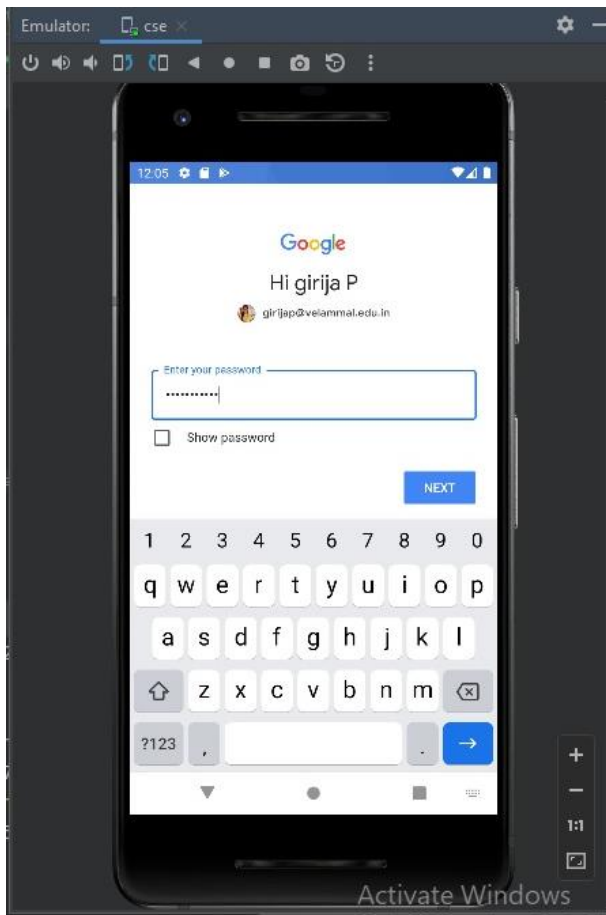 Emulator: cse
12:05
Google
Hi girija P
girijap@velammal.edu.in
Enter your password
•••••••••••
Show password
NEXT
1 2 3 4 5 6 7 8 9 0
q w e r t y u i o p
a s d f g h j k l
z x c v b n m
?123 , .
1:1
Activate Windows